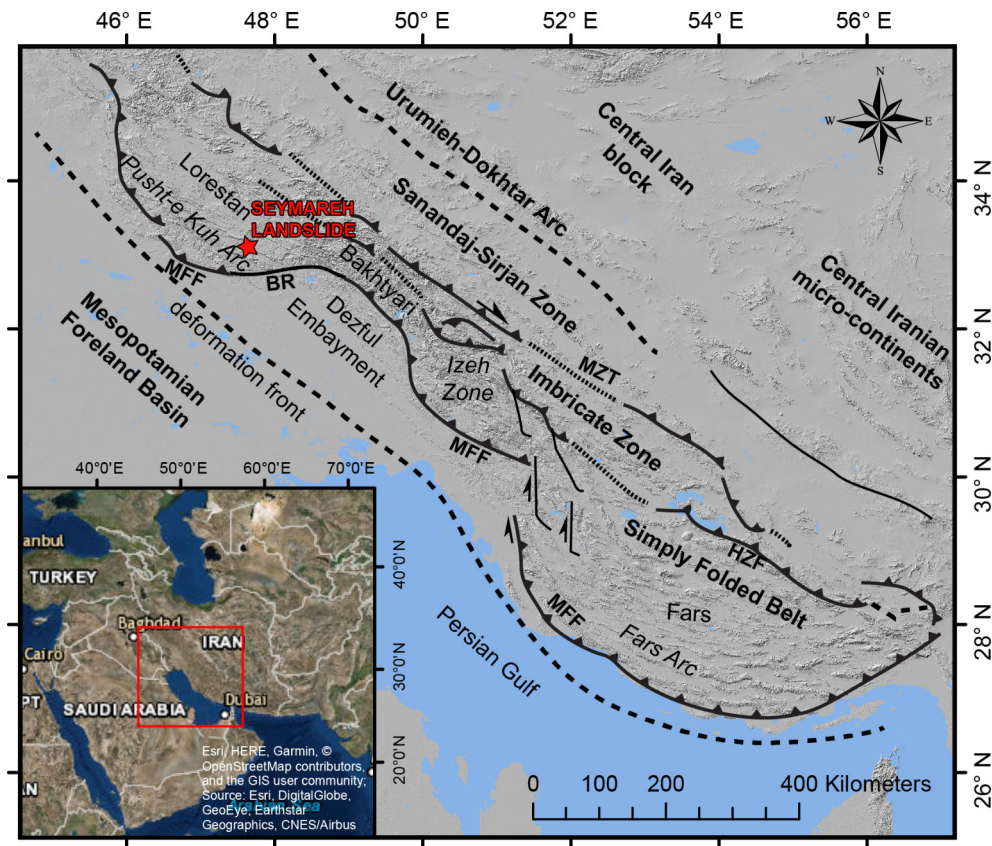 46° E 48° E 50° E 52° E 54° E 56° E
N
W E
S
Urumieh-Dokhtar Arc
Central Iran
block
34° N
Lorestan
Pusht-e Kuh Arc
SEYMAREH
LANDSLIDE
Sanandaj-Sirjan Zone
Bakhtyari
MFF
BR
Central Iranian
micro-continents
Mesopotamian
Foreland Basin
deformation front
Dezful
Embayment
32° N
Izeh
Zone
MZT
Imbricate Zone
MFF
30° N
Simply Folded Belt
HZF
MFF
Fars
Fars Arc
28° N
Persian Gulf
0 100 200 400 Kilometers
26° N
40°0'E 50°0'E 60°0'E 70°0'E
40°0'N
30°0'N
20°0'N
anbul
TURKEY
Baghdad
IRAN
Cairo
PT
SAUDI ARABIA
Dubai
AN
Arabian Sea
Esri, HERE, Garmin, ©
OpenStreetMap contributors,
and the GIS user community;
Source: Esri, DigitalGlobe,
GeoEye, Earthstar
Geographics, CNES/Airbus